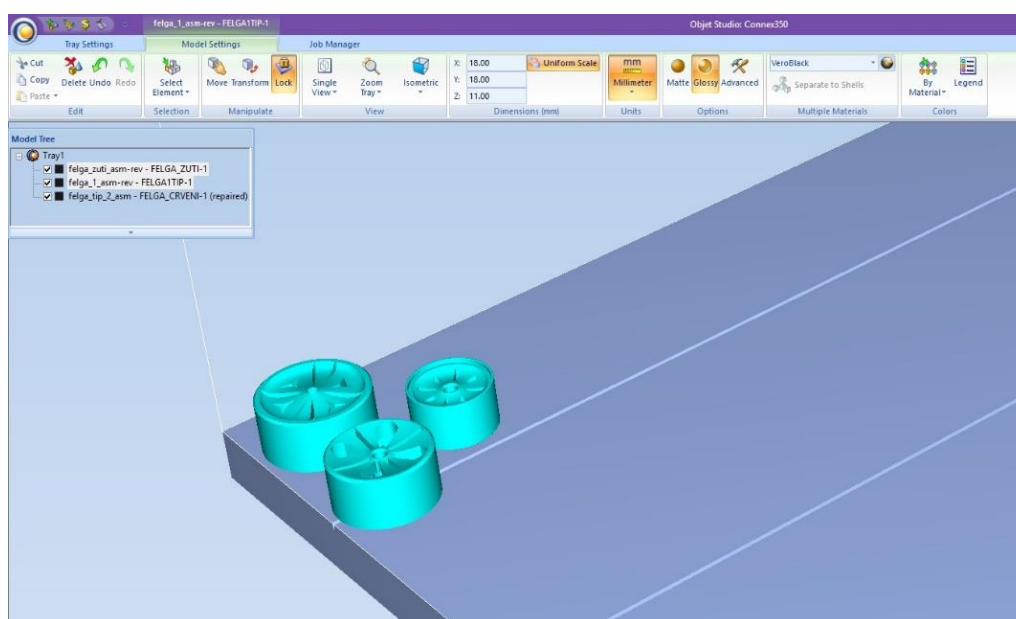 felga_1_asm-rev - FELGA1TIP-1
Objet Studio: Connex350
Tray Settings
Model Settings
Job Manager
Cut
Copy
Paste
Delete Undo Redo
Edit
Select Element
Selection
Move Transform Lock
Manipulate
Single View
Zoom Tray
Isometric
View
X: 18.00
Y: 18.00
Z: 11.00
Uniform Scale
Dimensions (mm)
mm
Millimeter
Units
Matte Glossy Advanced
Options
VeroBlack
Separate to Shells
Multiple Materials
By Material
Legend
Colors
Model Tree
Tray1
felga_zuti_asm-rev - FELGA_ZUTI-1
felga_1_asm-rev - FELGA1TIP-1
felga_tip_2_asm - FELGA_CRVENI-1 (repaired)